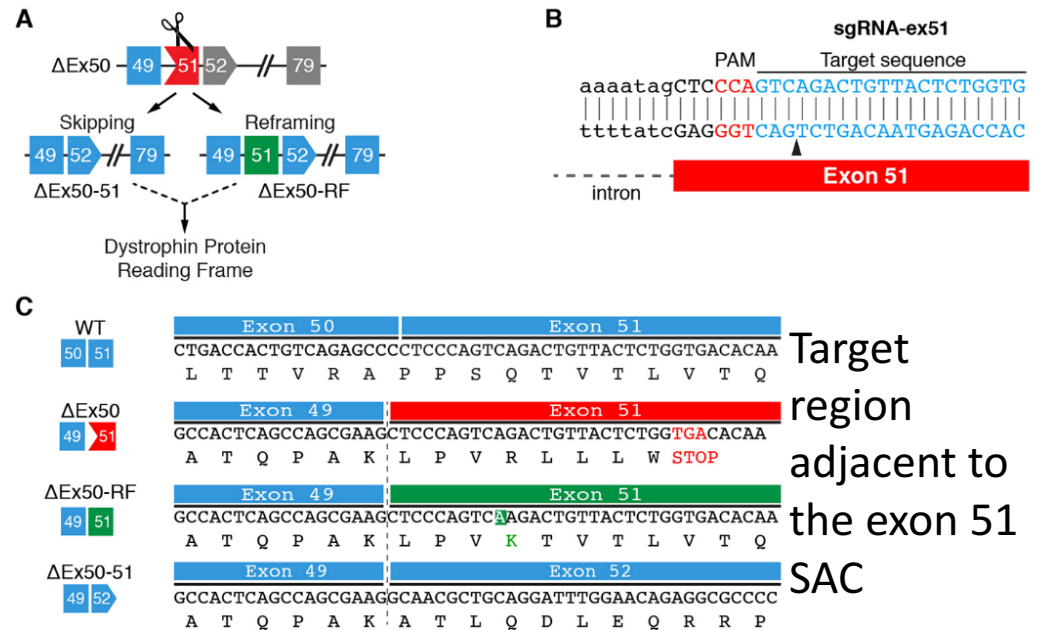 A
ΔEx50
49
51
52
79
Skipping
Reframing
49
52
79
49
51
52
79
ΔEx50-51
ΔEx50-RF
Dystrophin Protein
Reading Frame
B
sgRNA-ex51
PAM
Target sequence
aaaatagCTCCCAGTCAGACTGTTACTCTGGTG
ttttatcGAGGGTCAGTCTGACAATGAGACCAC
Exon 51
intron
C
WT
50 51
Exon 50
Exon 51
CTGACCACTGTCAGAGCCCCTCCCAGTCAGACTGTTACTCTGGTGACACAA
L T T V R A P P S Q T V T L V T Q
ΔEx50
49 51
Exon 49
Exon 51
GCCACTCAGCCAGCGAAGCTCCCAGTCAGACTGTTACTCTGGTGACACAA
A T Q P A K L P V R L L L W STOP
ΔEx50-RF
49 51
Exon 49
Exon 51
GCCACTCAGCCAGCGAAGCTCCCAGTCAAGACTGTTACTCTGGTGACACAA
A T Q P A K L P V K T V T L V T Q
ΔEx50-51
49 52
Exon 49
Exon 52
GCCACTCAGCCAGCGAAGGCAACGCTGCAGGATTTGGAACAGAGGCGCCCC
A T Q P A K A T L Q D L E Q R R P
Target
region
adjacent to
the exon 51
SAC